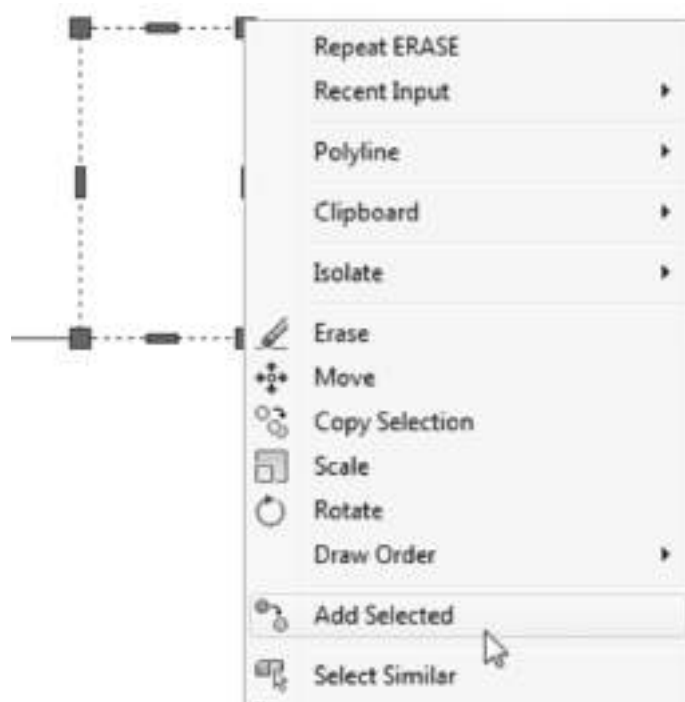 Repeat ERASE
Recent Input
Polyline
Clipboard
Isolate
Erase
Move
Copy Selection
Scale
Rotate
Draw Order
Add Selected
Select Similar